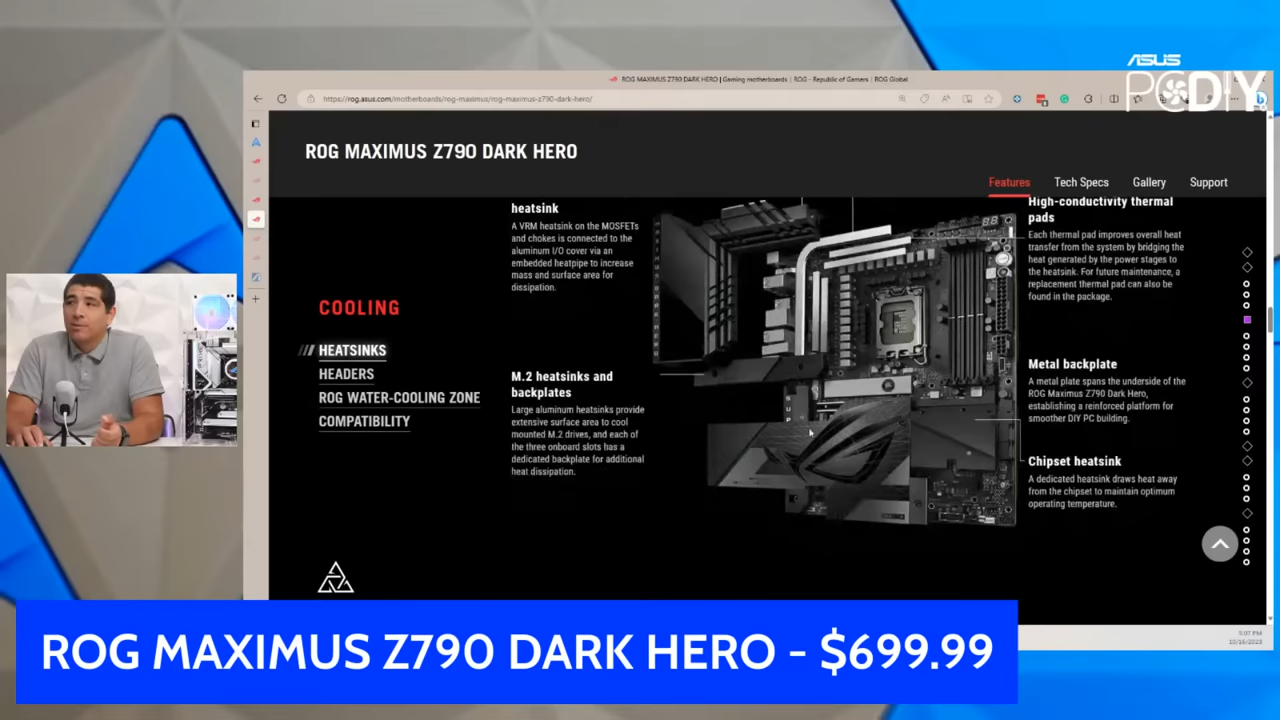 ASUS
PCDIY
ROG MAXIMUS Z790 DARK HERO | Gaming motherboards | ROG - Republic of Gamers | ROG Global
https://rog.asus.com/motherboards/rog-maximus/rog-maximus-z790-dark-hero/
ROG MAXIMUS Z790 DARK HERO
Features
Tech Specs
Gallery
Support
COOLING
HEATSINKS
HEADERS
ROG WATER-COOLING ZONE
COMPATIBILITY
heatsink
A VRM heatsink on the MOSFETs
and chokes is connected to the
aluminum I/O cover via an
embedded heatpipe to increase
mass and surface area for
dissipation.
M.2 heatsinks and
backplates
Large aluminum heatsinks provide
extensive surface area to cool
mounted M.2 drives, and each of
the three onboard slots has a
dedicated backplate for additional
heat dissipation.
High-conductivity thermal
pads
Each thermal pad improves overall heat
transfer from the system by bridging the
heat generated by the power stages to
the heatsink. For future maintenance, a
replacement thermal pad can also be
found in the package.
Metal backplate
A metal plate spans the underside of the
ROG Maximus Z790 Dark Hero,
establishing a reinforced platform for
smoother DIY PC building.
Chipset heatsink
A dedicated heatsink draws heat away
from the chipset to maintain optimum
operating temperature.
5:07 PM
10/16/2023
ROG MAXIMUS Z790 DARK HERO - $699.99